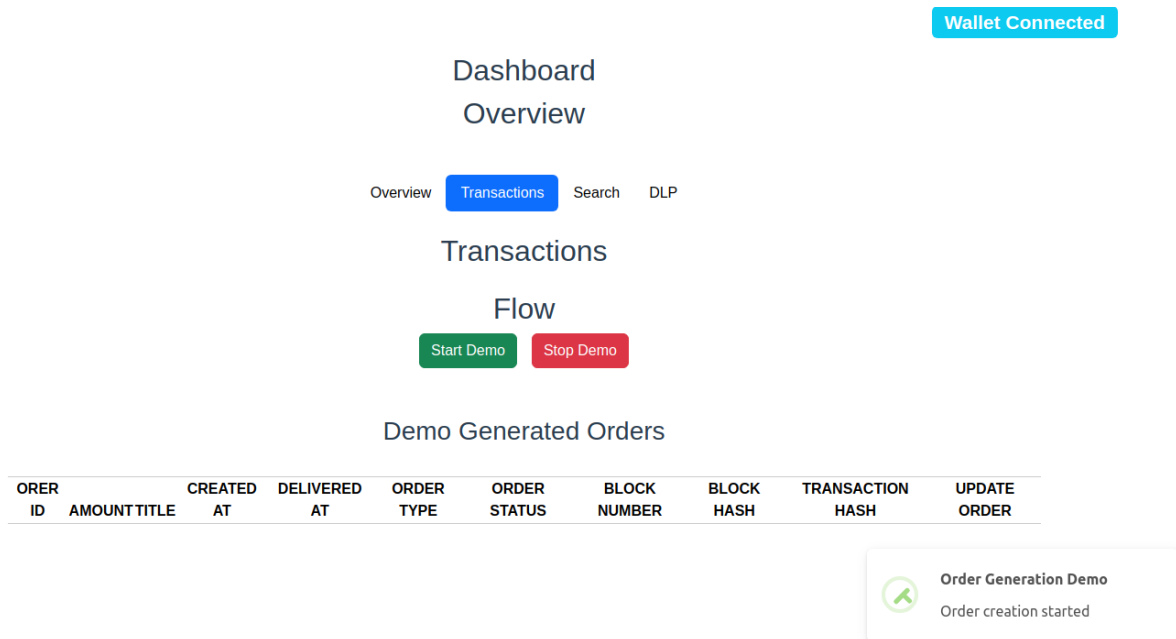 Wallet Connected
Dashboard
Overview
Overview Transactions Search DLP
Transactions
Flow
Start Demo Stop Demo
Demo Generated Orders
ORER CREATED DELIVERED ORDER ORDER BLOCK BLOCK TRANSACTION UPDATE
ID AMOUNT TITLE AT AT TYPE STATUS NUMBER HASH HASH ORDER
Order Generation Demo
Order creation started